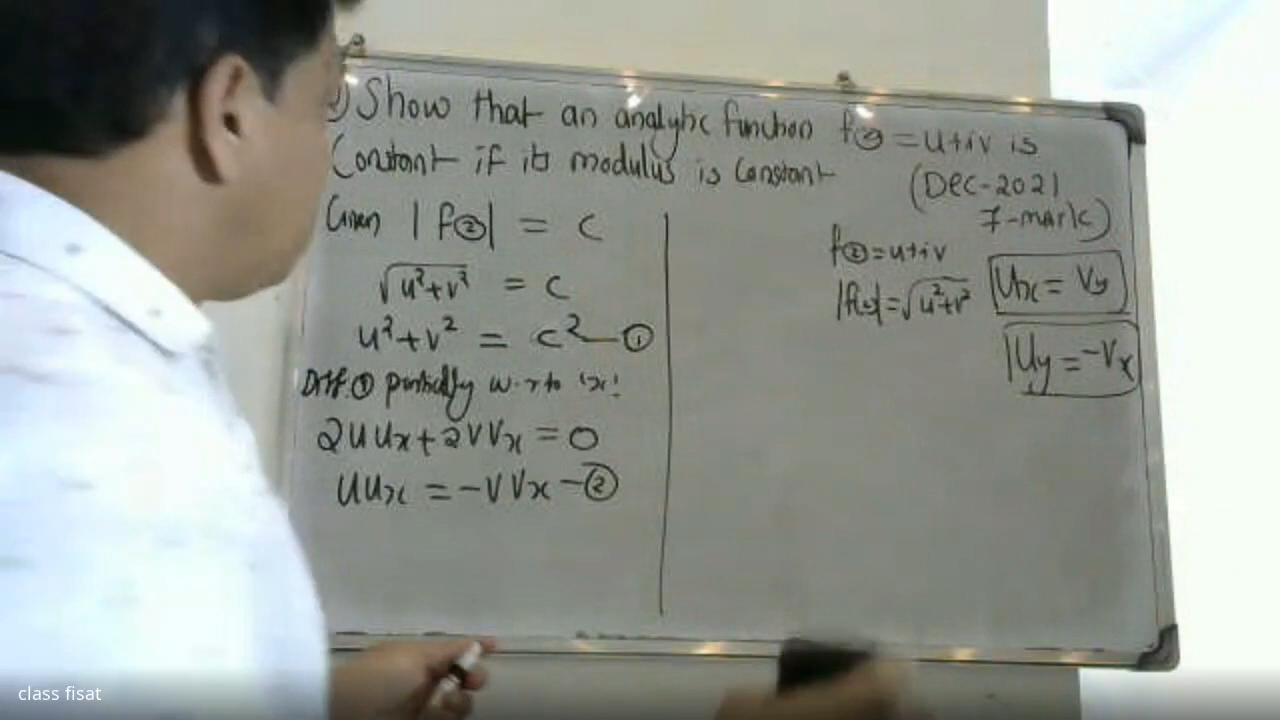 1) Show that an analytic function f(z) = u+iv is
Constant if its modulus is constant
(Dec-2021
7-mark)
Given |f(z)| = c
√u²+v² = c
u²+v² = c² — ①
Diff. ① partially w.r.to 'x'
2uux + 2vvx = 0
uux = -vvx — ②
f(z) = u+iv
|f(z)| = √u²+v²
ux = vy
uy = -vx
class fisat